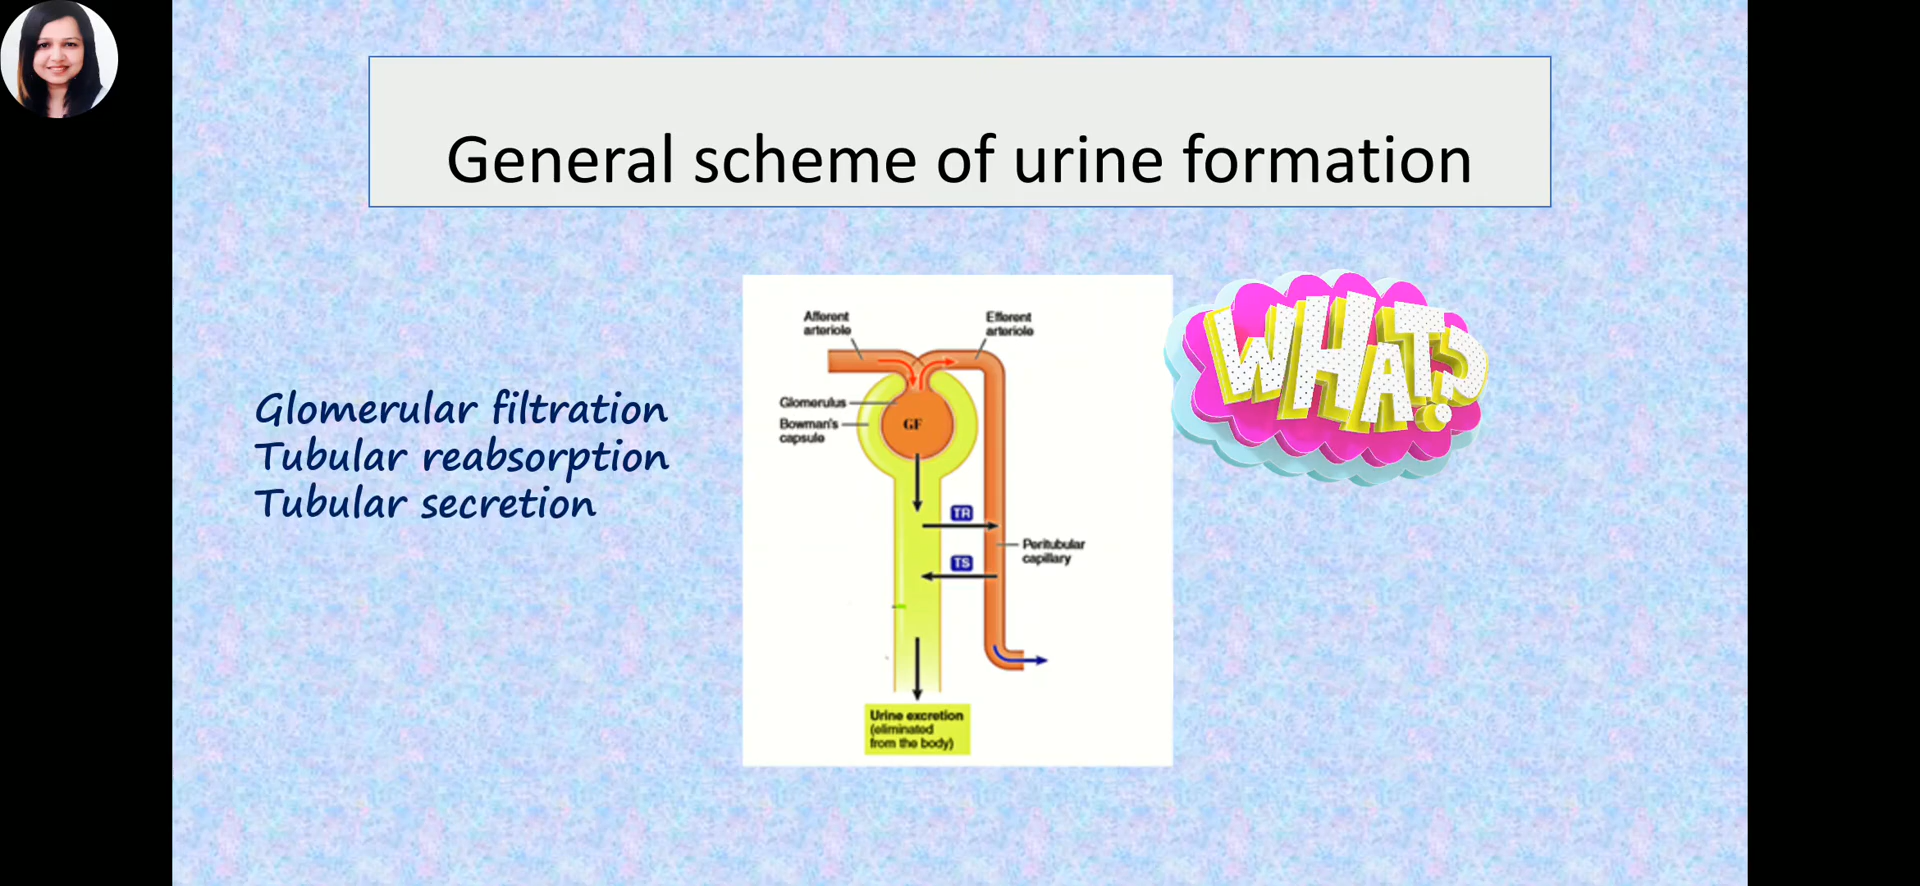 General scheme of urine formation
Glomerular filtration
Tubular reabsorption
Tubular secretion
Afferent
arteriole
Efferent
arteriole
Glomerulus
Bowman's
capsule
GF
TR
TS
Peritubular
capillary
Urine excretion
(eliminated
from the body)
WHAT?